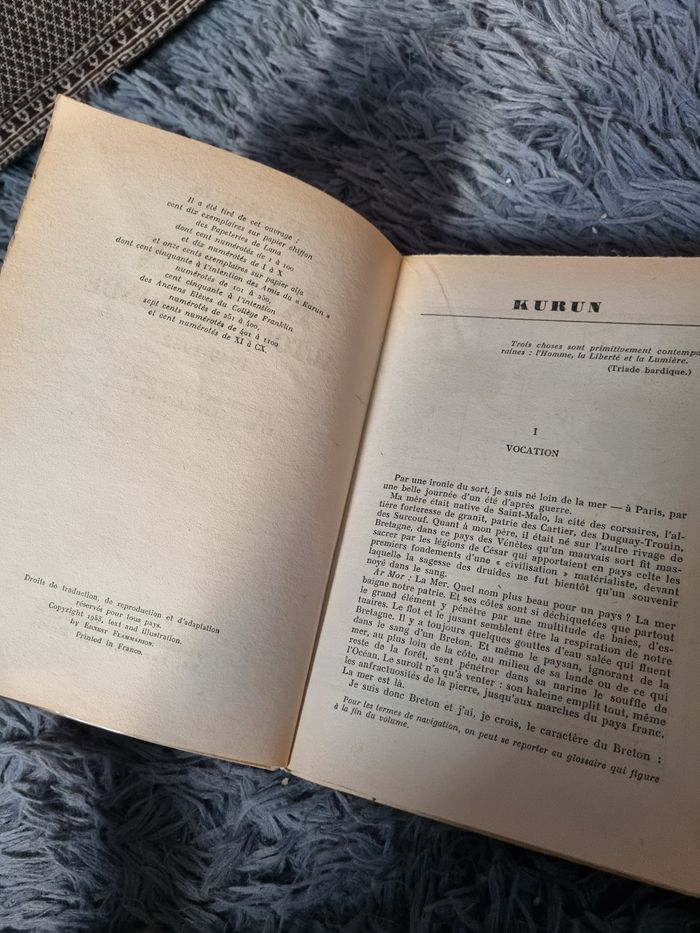 Il a été tiré de cet ouvrage :
cent dix exemplaires sur papier chiffon
des Papeteries de Lana
dont cent numérotés de 1 à 100
et dix numérotés de I à X
et onze cents exemplaires sur papier alfa
dont cent cinquante à l'intention des Amis du « Kurun »
numérotés de 101 à 250,
cent cinquante à l'intention
des Anciens Elèves du Collège Franklin
numérotés de 251 à 400,
sept cents numérotés de 401 à 1100
et cent numérotés de XI à CX.
Droits de traduction, de reproduction et d'adaptation
réservés pour tous pays.
Copyright 1953, text and illustration.
by ERNEST FLAMMARION.
Printed in France.
KURUN
Trois choses sont primitivement contempo-
raines : l'Homme, la Liberté et la Lumière.
(Triade bardique.)
I
VOCATION
Par une ironie du sort, je suis né loin de la mer — à Paris, par
une belle journée d'un été d'après guerre.
Ma mère était native de Saint-Malo, la cité des corsaires, l'al-
tière forteresse de granit, patrie des Cartier, des Duguay-Trouin,
des Surcouf. Quant à mon père, il était né sur l'autre rivage de
Bretagne, dans ce pays des Vénètes qu'un mauvais sort fit mas-
sacrer par les légions de César qui apportaient en pays celte les
premiers fondements d'une « civilisation » matérialiste, devant
laquelle la sagesse des druides ne fut bientôt qu'un souvenir
noyé dans le sang.
Ar Mor : La Mer. Quel nom plus beau pour un pays ? La mer
baigne notre patrie. Et ses côtes sont si déchiquetées que partout
le grand élément y pénètre par une multitude de baies, d'es-
tuaires. Le flot et le jusant semblent être la respiration de notre
Bretagne. Il y a toujours quelques gouttes d'eau salée qui fluent
dans le sang d'un Breton. Et même le paysan, ignorant de la
mer, au plus loin de la côte, au milieu de sa lande ou de ce qui
reste de la forêt, sent pénétrer dans sa narine le souffle de
l'Océan. Le suroit n'a qu'à venter : son haleine emplit tout, même
les anfractuosités de la pierre, jusqu'aux marches du pays franc.
La mer est là.
Je suis donc Breton et j'ai, je crois, le caractère du Breton :
Pour les termes de navigation, on peut se reporter au glossaire qui figure
à la fin du volume.